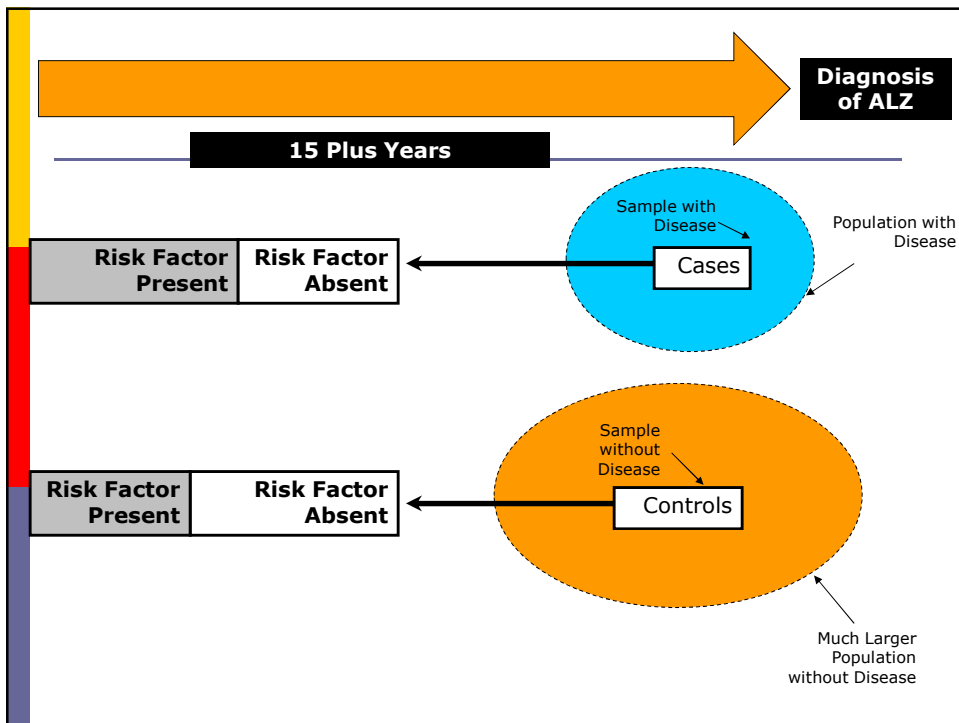 Diagnosis
of ALZ
15 Plus Years
Sample with
Disease
Population with
Disease
Risk Factor
Present
Risk Factor
Absent
Cases
Sample
without
Disease
Risk Factor
Present
Risk Factor
Absent
Controls
Much Larger
Population
without Disease